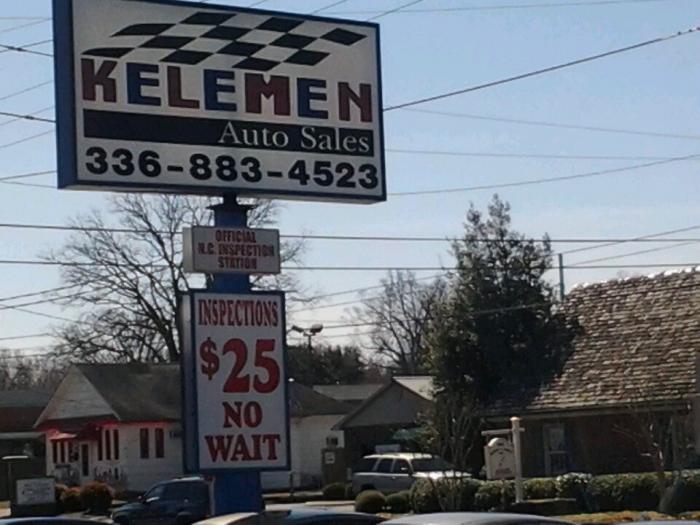 KELEMEN
Auto Sales
336-883-4523
OFFICIAL
N.C. INSPECTION
STATION
INSPECTIONS
$25
NO
WAIT